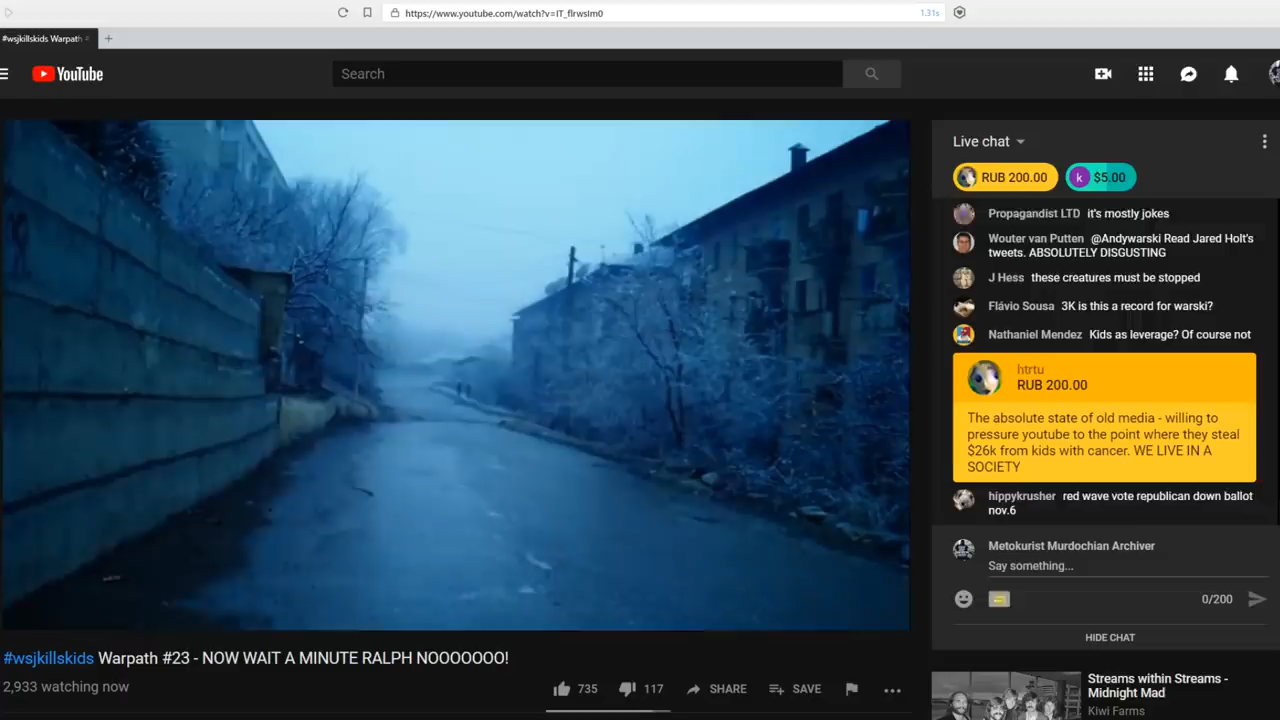 https://www.youtube.com/watch?v=IT_flrwsIm0
1.31s
#wsjkillskids Warpath
YouTube
Search
Live chat
RUB 200.00
k $5.00
Propagandist LTD it's mostly jokes
Wouter van Putten @Andywarski Read Jared Holt's
tweets. ABSOLUTELY DISGUSTING
J Hess these creatures must be stopped
Flávio Sousa 3K is this a record for warski?
Nathaniel Mendez Kids as leverage? Of course not
htrtu
RUB 200.00
The absolute state of old media - willing to
pressure youtube to the point where they steal
$26k from kids with cancer. WE LIVE IN A
SOCIETY
hippykrusher red wave vote republican down ballot
nov.6
Metokurist Murdochian Archiver
Say something...
0/200
HIDE CHAT
#wsjkillskids Warpath #23 - NOW WAIT A MINUTE RALPH NOOOOOOO!
2,933 watching now
735
117
SHARE
SAVE
Streams within Streams -
Midnight Mad
Kiwi Farms